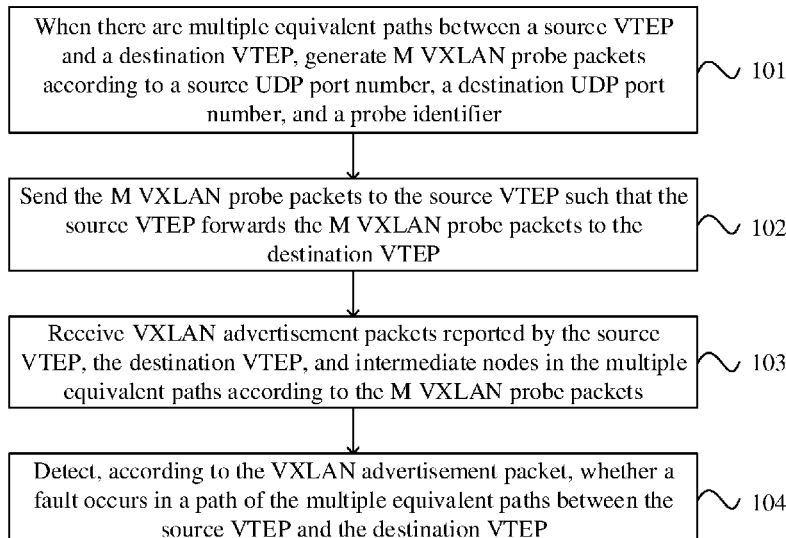 When there are multiple equivalent paths between a source VTEP
and a destination VTEP, generate M VXLAN probe packets
according to a source UDP port number, a destination UDP port
number, and a probe identifier
101
Send the M VXLAN probe packets to the source VTEP such that the
source VTEP forwards the M VXLAN probe packets to the
destination VTEP
102
Receive VXLAN advertisement packets reported by the source
VTEP, the destination VTEP, and intermediate nodes in the multiple
equivalent paths according to the M VXLAN probe packets
103
Detect, according to the VXLAN advertisement packet, whether a
fault occurs in a path of the multiple equivalent paths between the
source VTEP and the destination VTEP
104